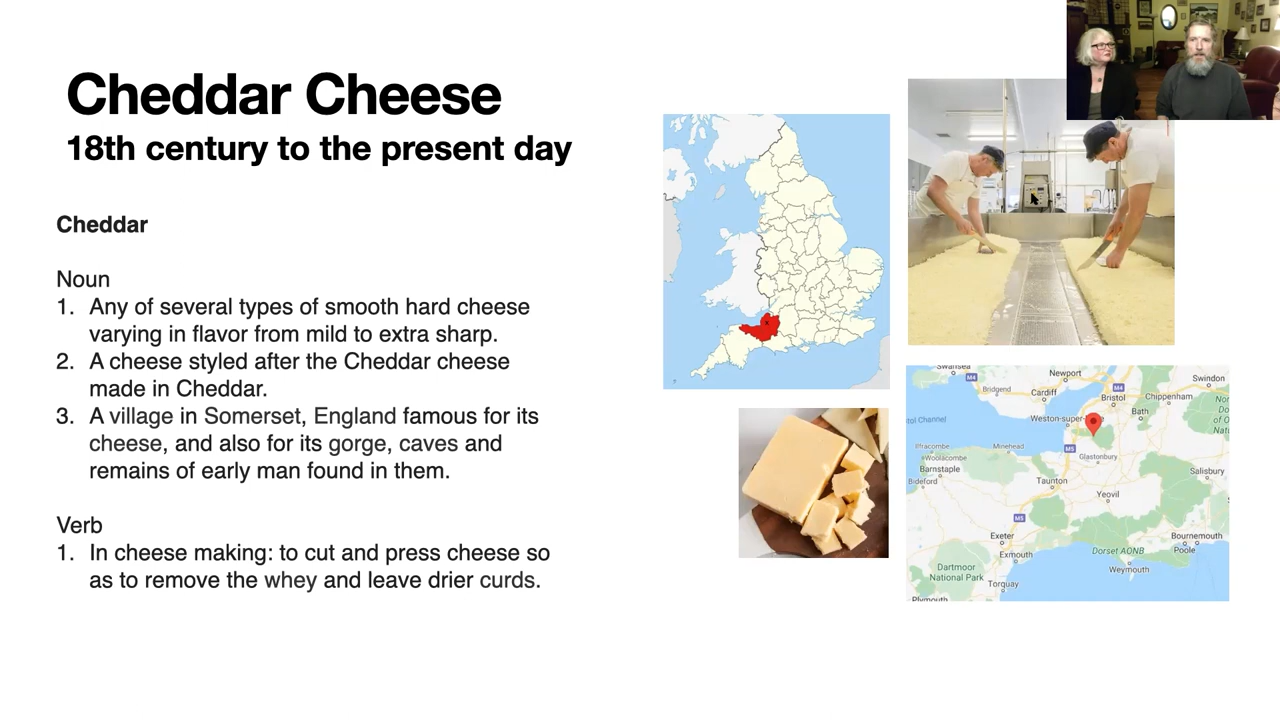 Cheddar Cheese
18th century to the present day
Cheddar
Noun
1. Any of several types of smooth hard cheese
varying in flavor from mild to extra sharp.
2. A cheese styled after the Cheddar cheese
made in Cheddar.
3. A village in Somerset, England famous for its
cheese, and also for its gorge, caves and
remains of early man found in them.
Verb
1. In cheese making: to cut and press cheese so
as to remove the whey and leave drier curds.
Swansea
M4
Newport
Swindon
Bridgend
Cardiff
M4
Chippenham
Bristol
Bath
Weston-super-
Ilfracombe
Minehead
M5
Woolacombe
Glastonbury
Barnstaple
Salisbury
Bideford
Taunton
Yeovil
M5
Exeter
Bournemouth
Exmouth
Dorset AONB
Poole
Dartmoor
National Park
Weymouth
Torquay
Plymouth